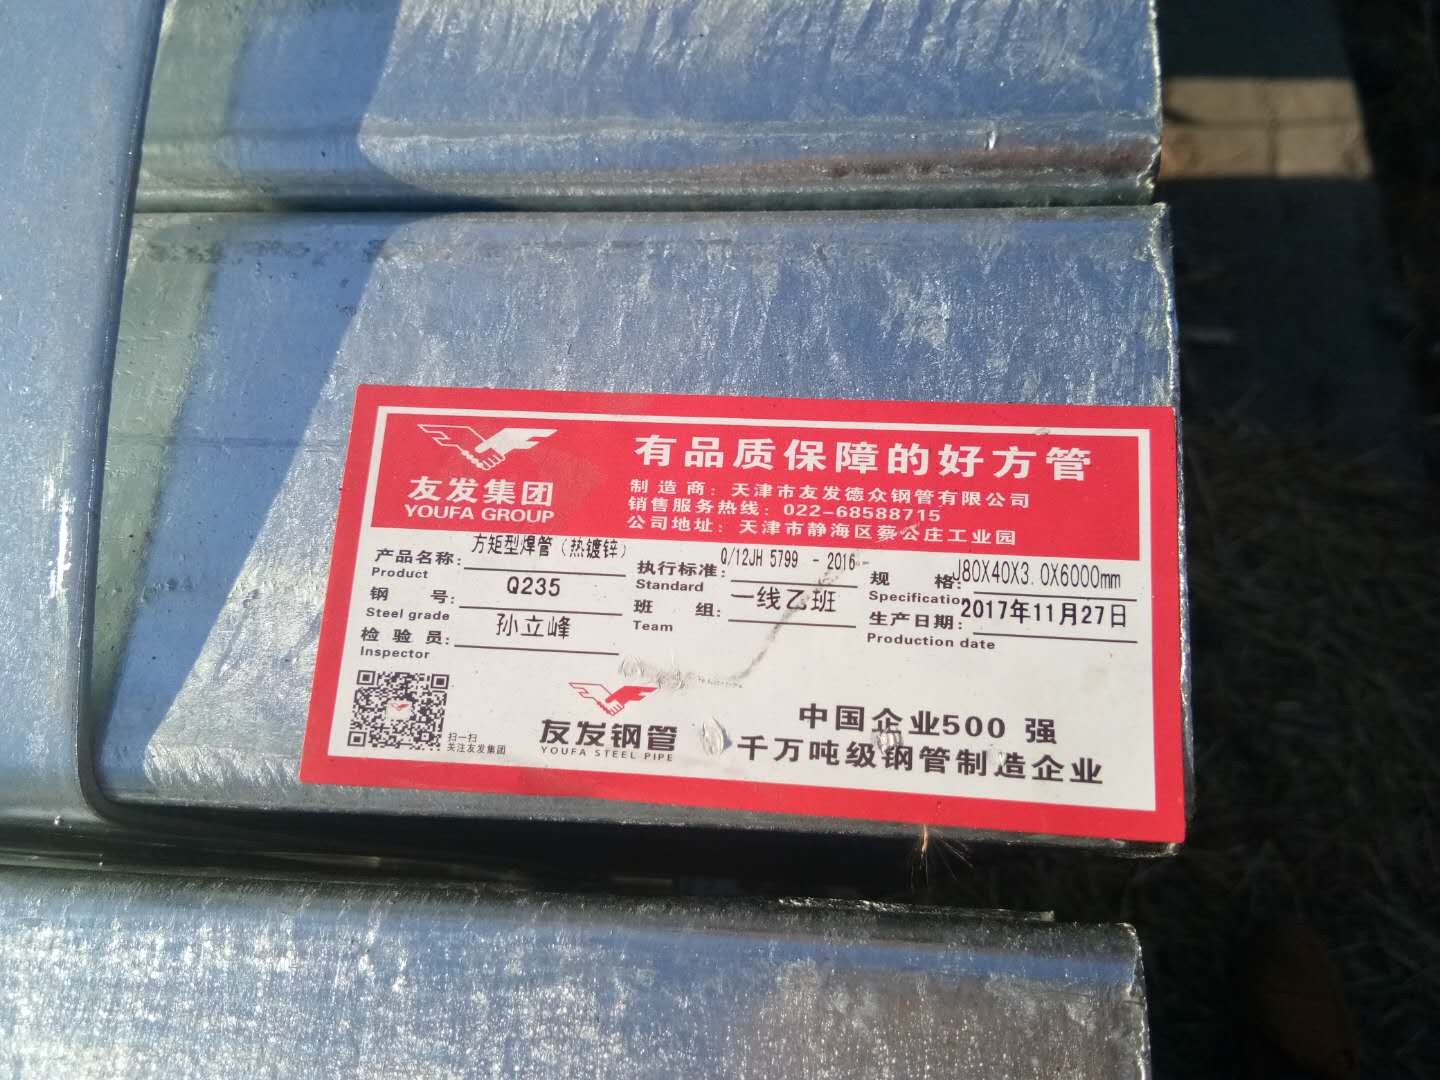 友发集团
YOUFA GROUP
有品质保障的好方管
制造商：天津市友发德众钢管有限公司
销售服务热线：022-68588715
公司地址：天津市静海区蔡公庄工业园
产品名称：方矩型焊管（热镀锌）
Product
执行标准：Q/12JH 5799 - 2016
Standard
规 格：J80X40X3.0X6000mm
Specification
钢 号：Q235
Steel grade
班 组：一线乙班
Team
生产日期：2017年11月27日
Production date
检 验 员：孙立峰
Inspector
扫一扫
关注友发集团
友发钢管
YOUFA STEEL PIPE
中国企业500 强
千万吨级钢管制造企业